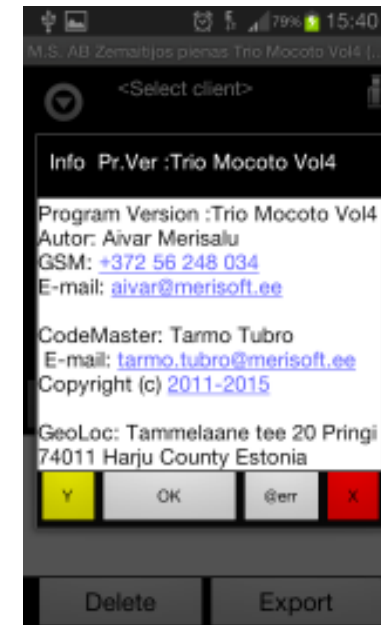 79% 15:40
M.S. AB Zemaitijos pienas Trio Mocoto Vol4 (..
<Select client>
Info Pr.Ver :Trio Mocoto Vol4
Program Version :Trio Mocoto Vol4
Autor: Aivar Merisalu
GSM: +372 56 248 034
E-mail: aivar@merisoft.ee
CodeMaster: Tarmo Tubro
E-mail: tarmo.tubro@merisoft.ee
Copyright (c) 2011-2015
GeoLoc: Tammelaane tee 20 Pringi
74011 Harju County Estonia
Y OK @err X
Delete Export